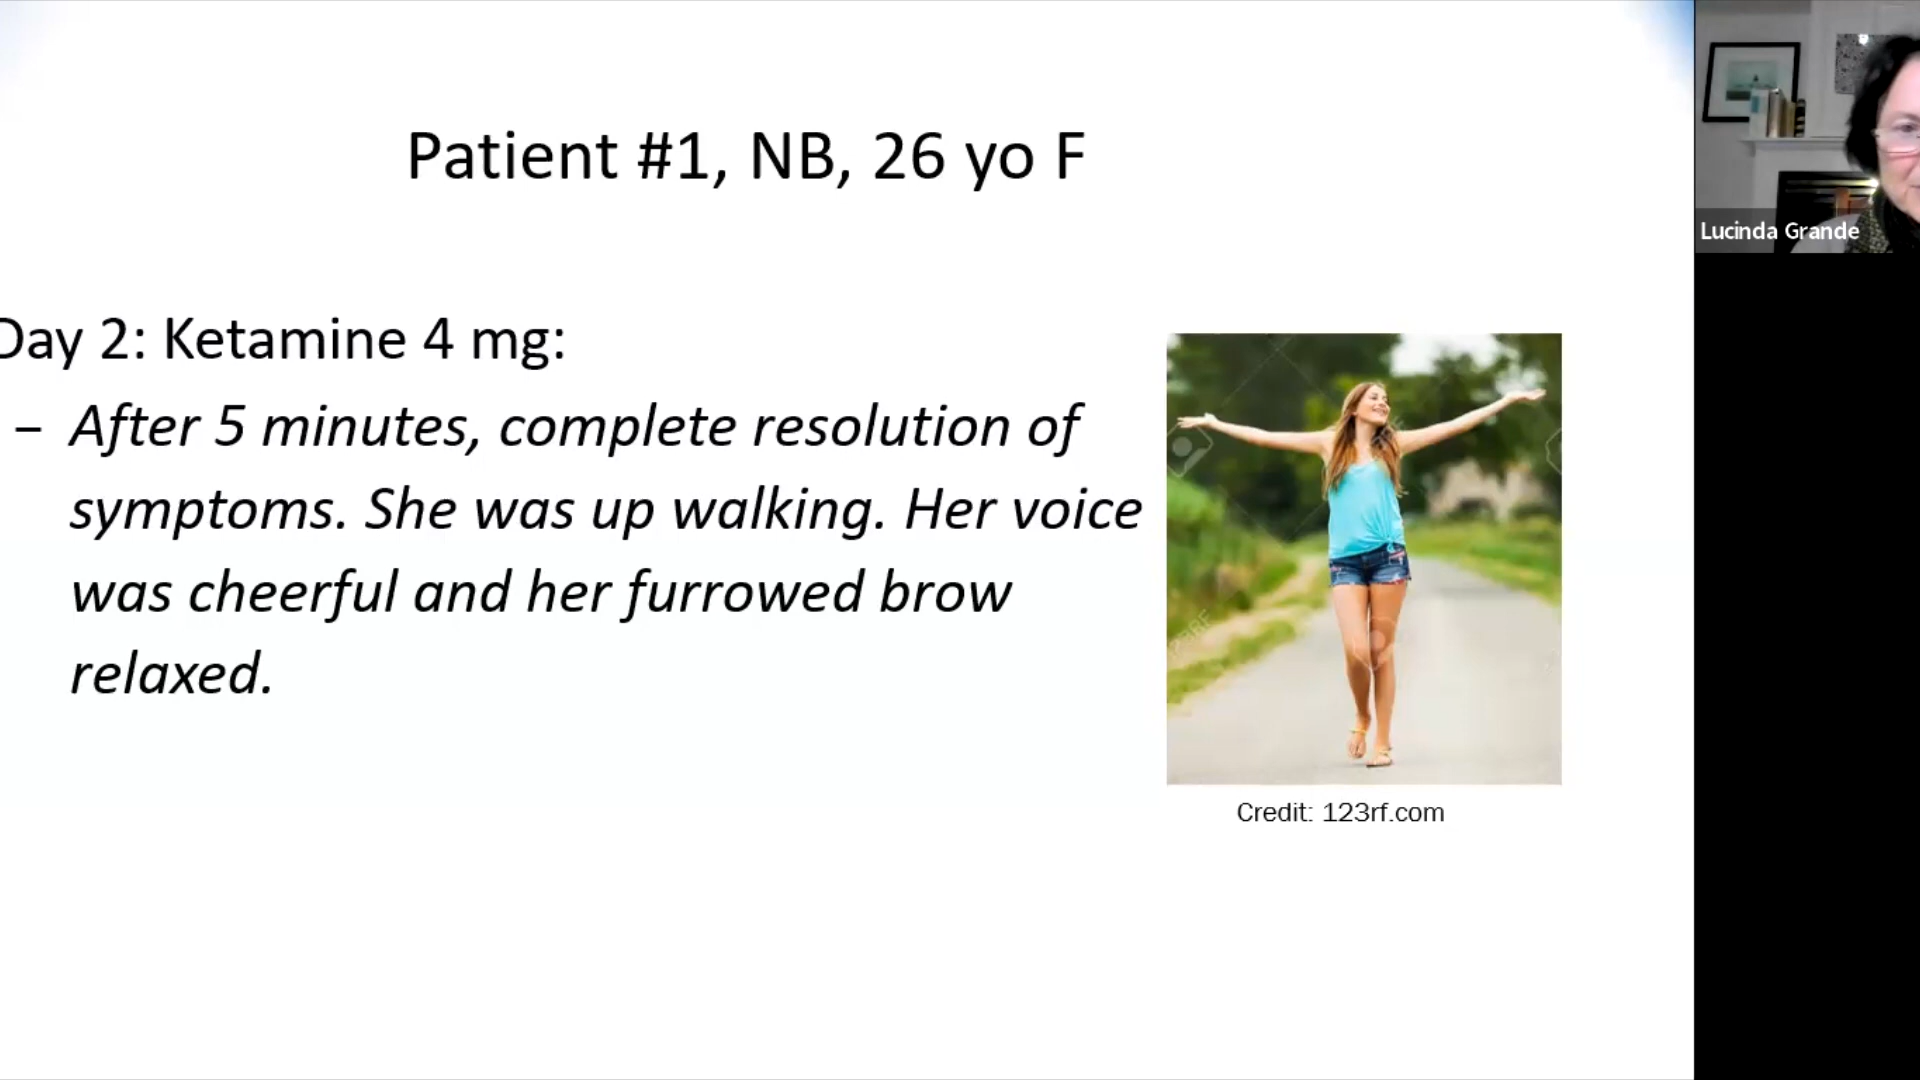 Patient #1, NB, 26 yo F
Day 2: Ketamine 4 mg:
– After 5 minutes, complete resolution of
symptoms. She was up walking. Her voice
was cheerful and her furrowed brow
relaxed.
123RF
Credit: 123rf.com
Lucinda Grande